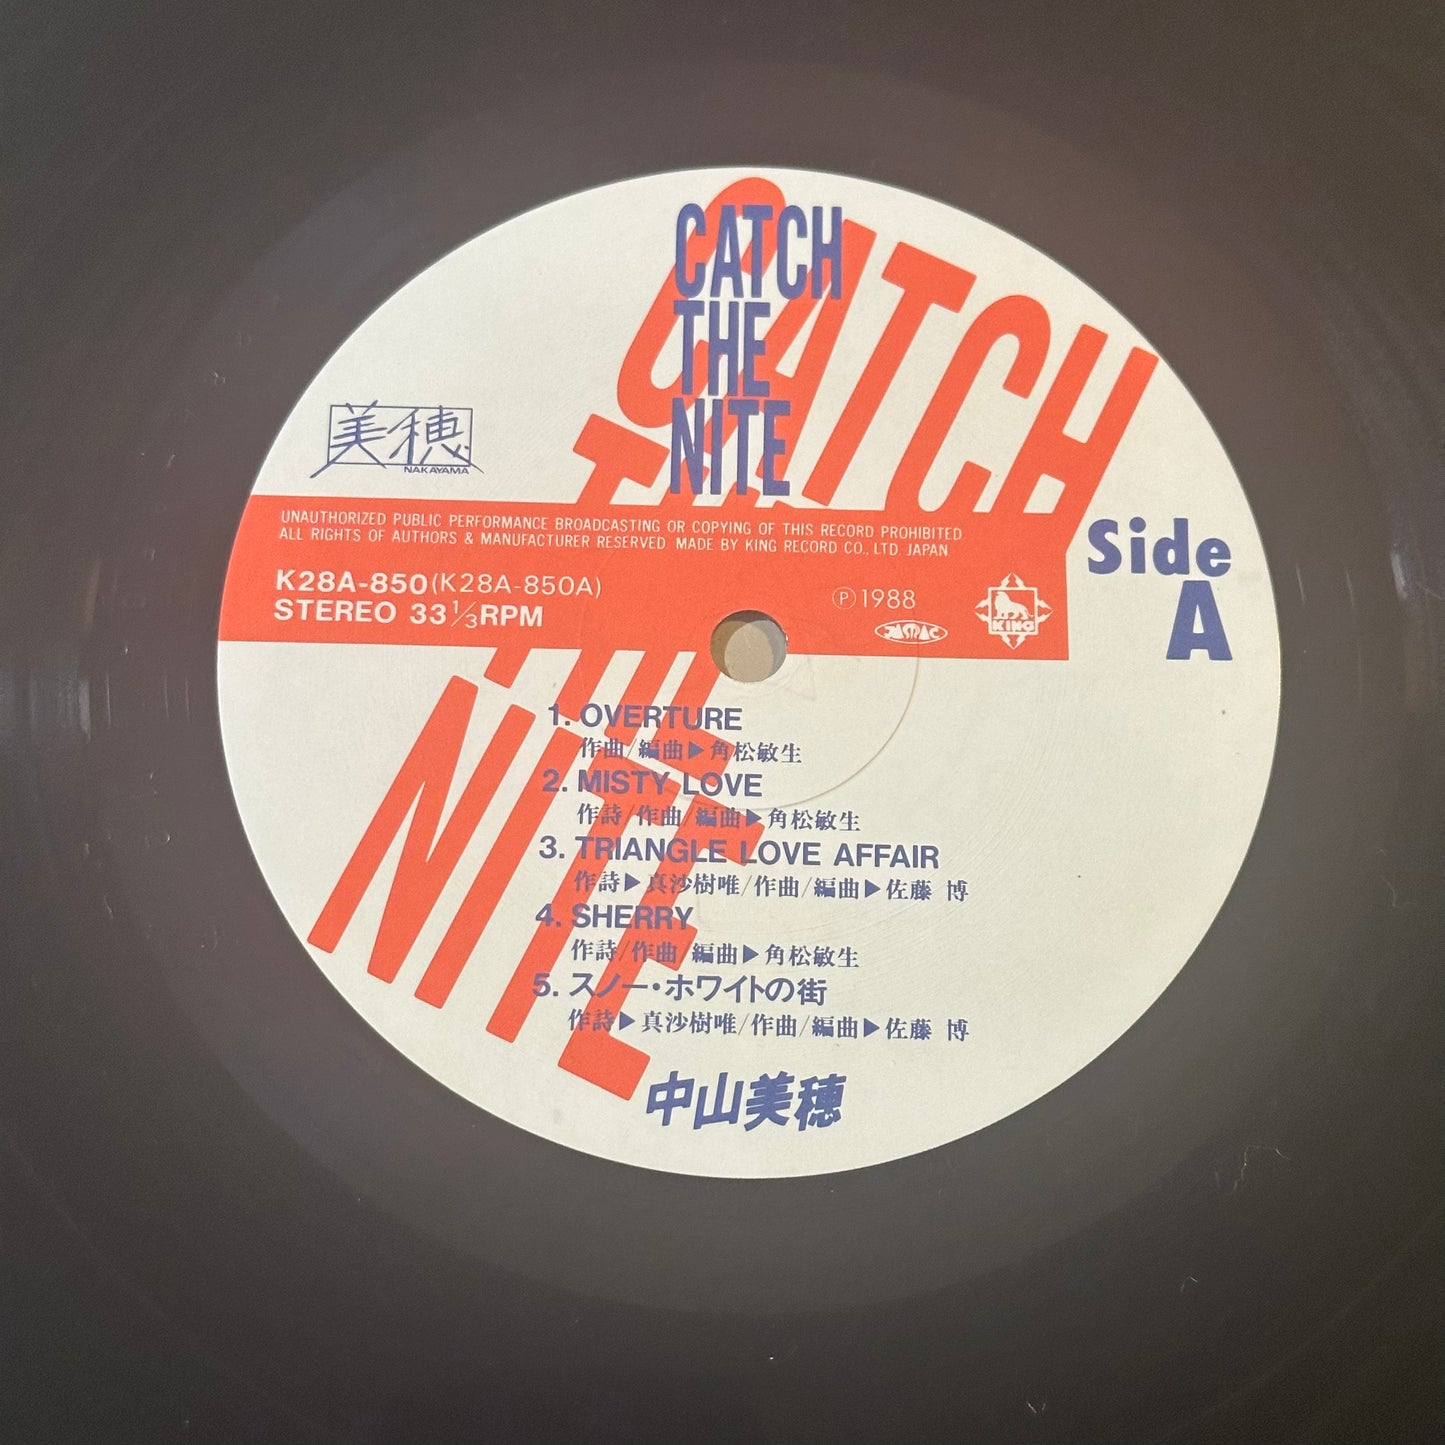 CATCH
THE
NITE
CATCH
THE
NITE
美穂
NAKAYAMA
Side
A
UNAUTHORIZED PUBLIC PERFORMANCE BROADCASTING OR COPYING OF THIS RECORD PROHIBITED
ALL RIGHTS OF AUTHORS & MANUFACTURER RESERVED. MADE BY KING RECORD CO., LTD. JAPAN
K28A-850(K28A-850A)
STEREO 33⅓RPM
Ⓟ1988
JASRAC
KING
1. OVERTURE
作曲/編曲▶角松敏生
2. MISTY LOVE
作詩/作曲/編曲▶角松敏生
3. TRIANGLE LOVE AFFAIR
作詩▶真沙樹唯/作曲/編曲▶佐藤 博
4. SHERRY
作詩/作曲/編曲▶角松敏生
5. スノー・ホワイトの街
作詩▶真沙樹唯/作曲/編曲▶佐藤 博
中山美穂